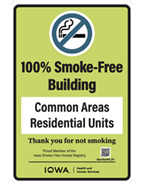 100% Smoke-Free
Building
Common Areas
Residential Units
Thank you for not smoking
Proud Member of the
Iowa Smoke-Free Homes Registry
IOWA.
Health and
Human Services